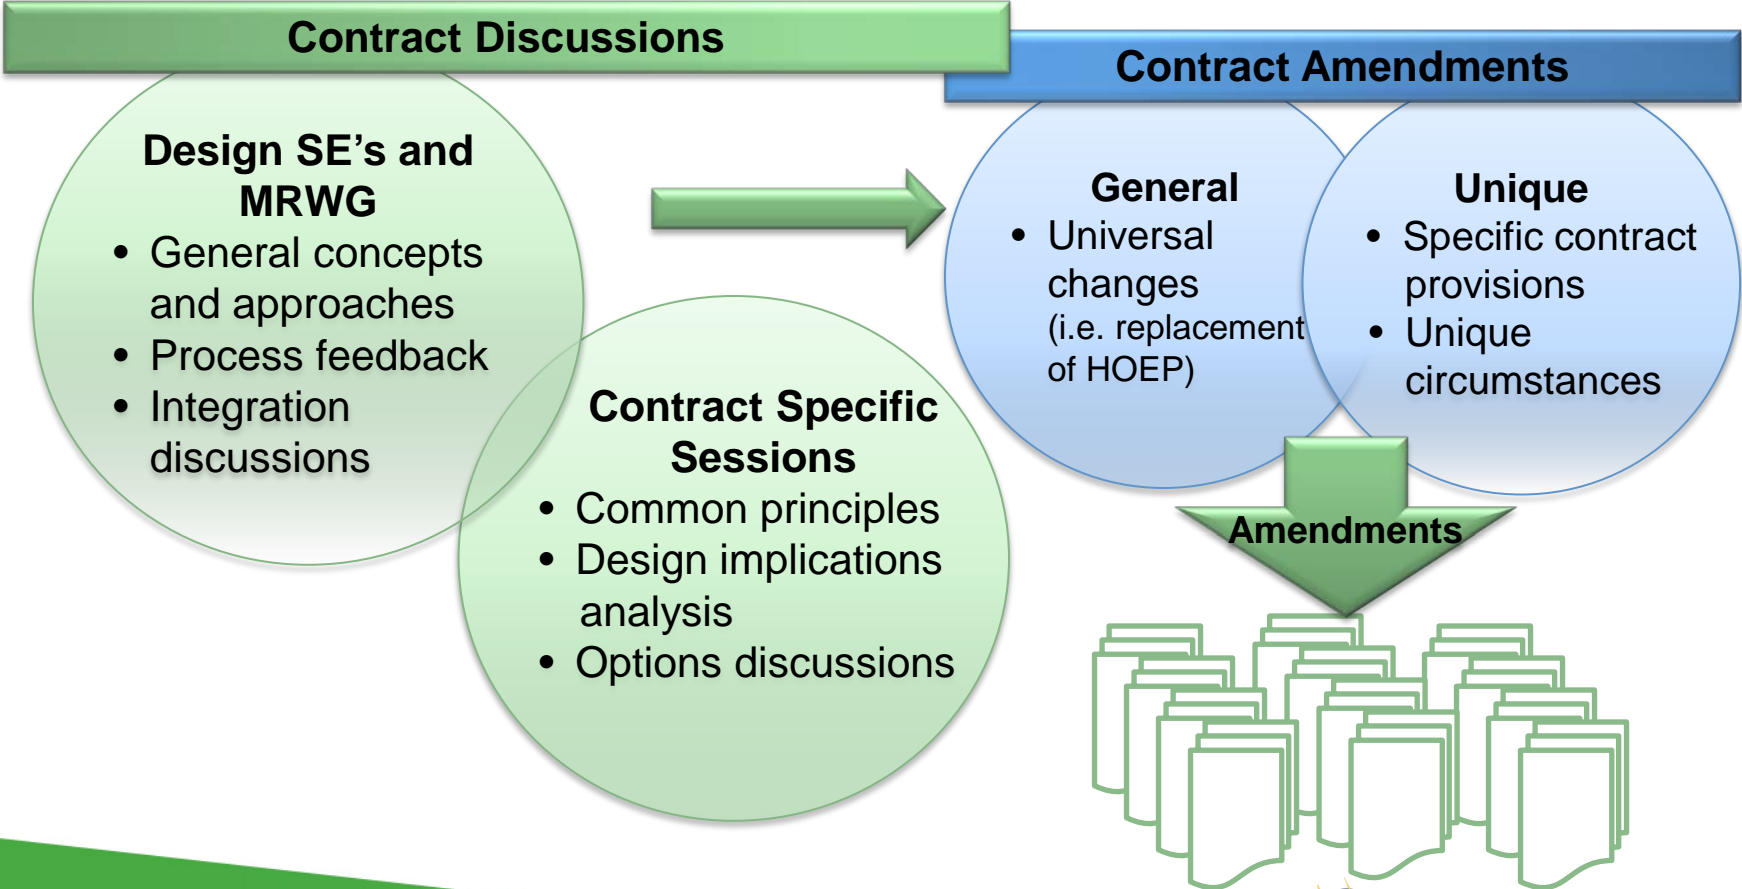 Contract Discussions
Contract Amendments
Design SE’s and
MRWG
• General concepts
and approaches
• Process feedback
• Integration
discussions
Contract Specific
Sessions
• Common principles
• Design implications
analysis
• Options discussions
General
• Universal
changes
(i.e. replacement
of HOEP)
Unique
• Specific contract
provisions
• Unique
circumstances
Amendments